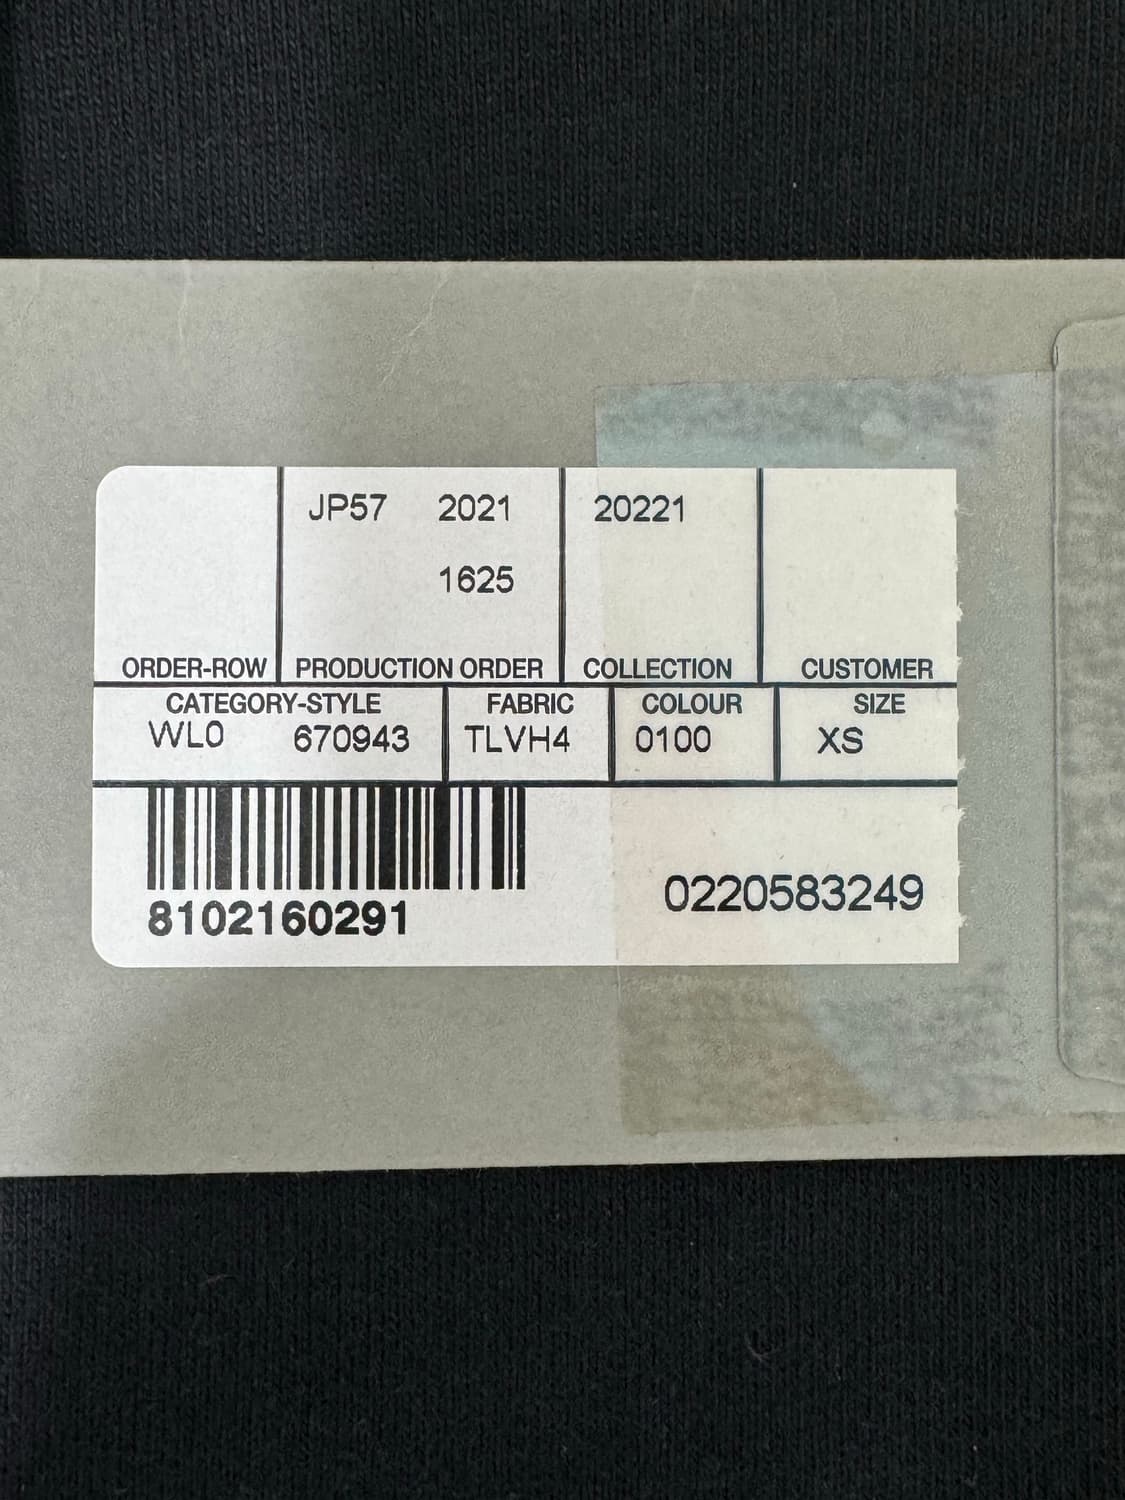 JP57 2021 20221
1625
ORDER-ROW PRODUCTION ORDER COLLECTION CUSTOMER
CATEGORY-STYLE FABRIC COLOUR SIZE
WL0 670943 TLVH4 0100 XS
0220583249
8102160291